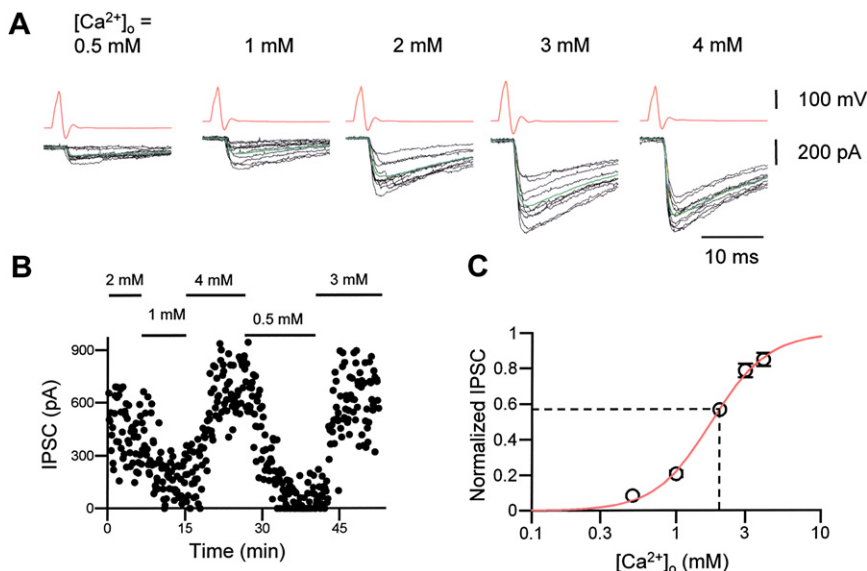 A
[Ca²⁺]ₒ =
0.5 mM 1 mM 2 mM 3 mM 4 mM
100 mV
200 pA
10 ms
B
2 mM 4 mM 3 mM
1 mM 0.5 mM
900
600
300
0
IPSC (pA)
0 15 30 45
Time (min)
C
1
0.8
0.6
0.4
0.2
0
Normalized IPSC
0.1 0.3 1 3 10
[Ca²⁺]ₒ (mM)